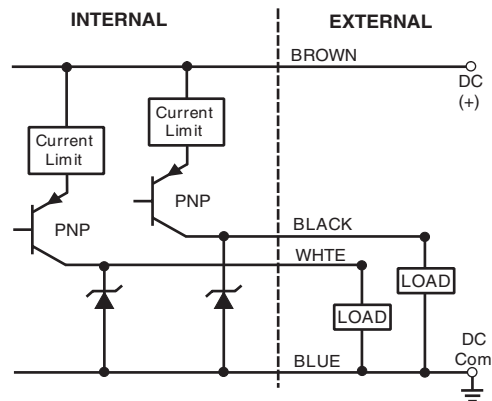 INTERNAL
EXTERNAL
BROWN
DC
(+)
Current
Limit
Current
Limit
PNP
PNP
BLACK
WHTE
LOAD
LOAD
DC
Com
BLUE